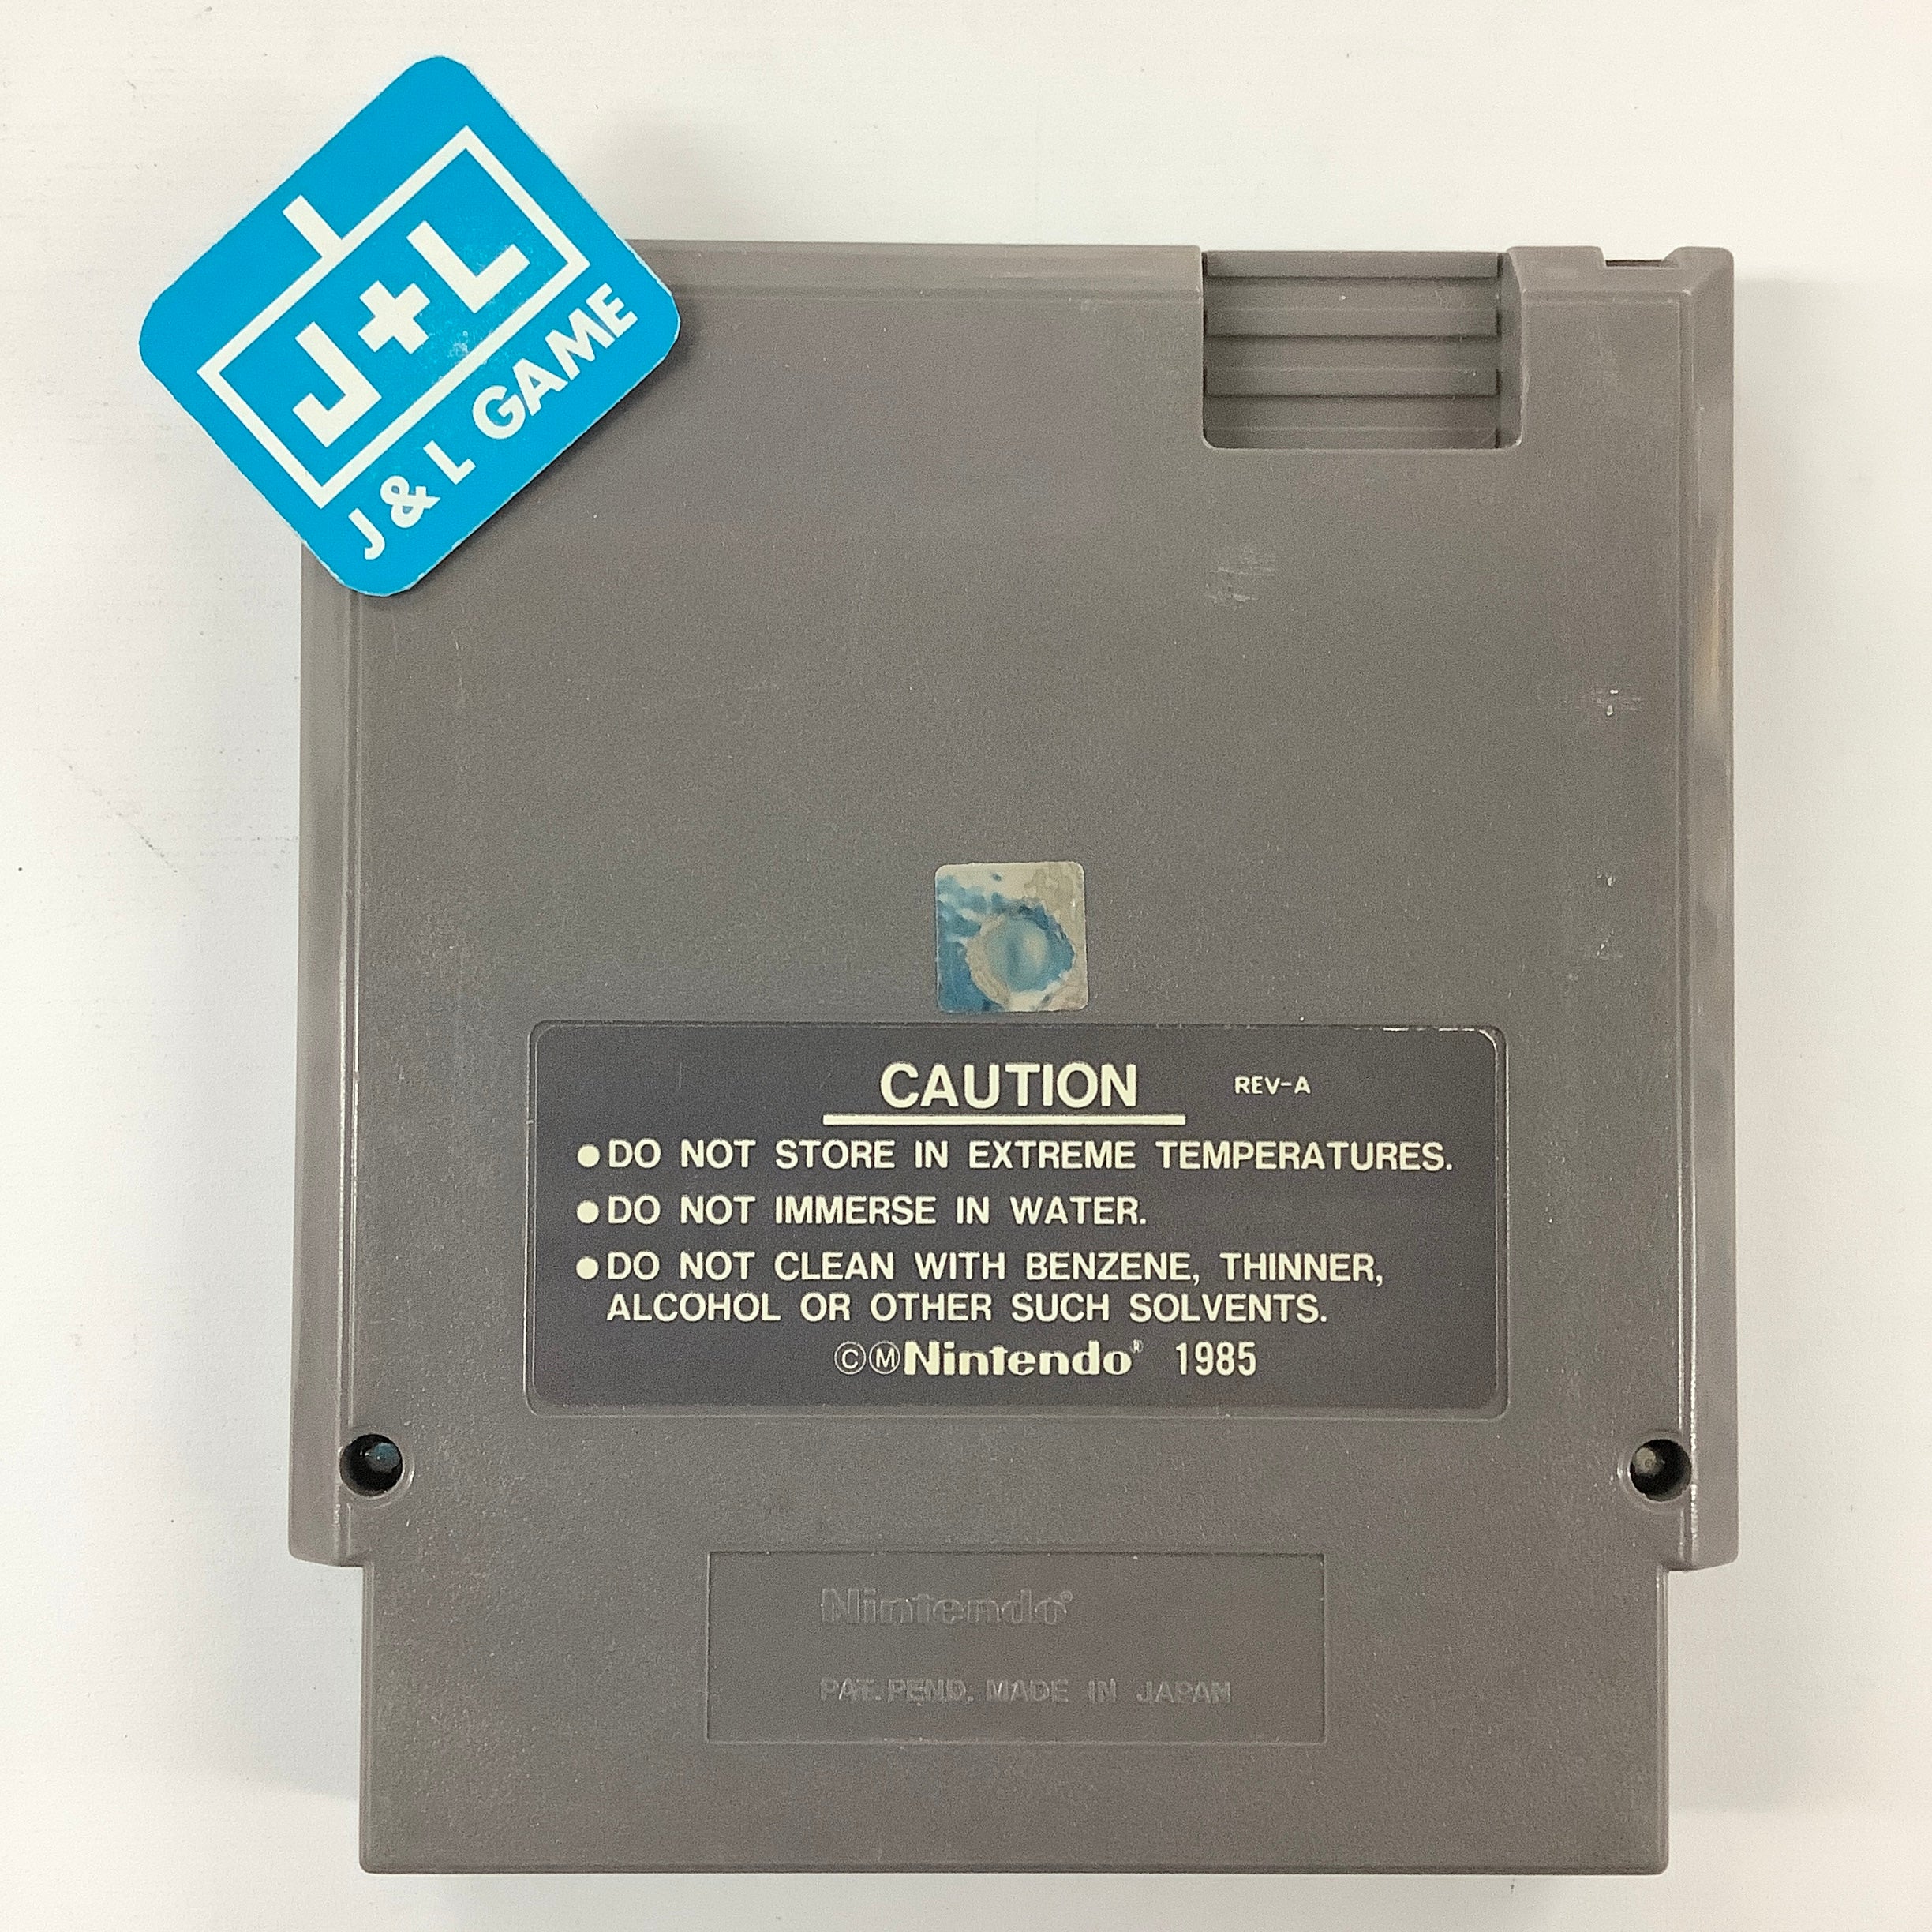 J+L
J & L GAME
CAUTION REV-A
●DO NOT STORE IN EXTREME TEMPERATURES.
●DO NOT IMMERSE IN WATER.
●DO NOT CLEAN WITH BENZENE, THINNER,
ALCOHOL OR OTHER SUCH SOLVENTS.
ⒸⓂNintendo® 1985
Nintendo®
PAT. PEND. MADE IN JAPAN